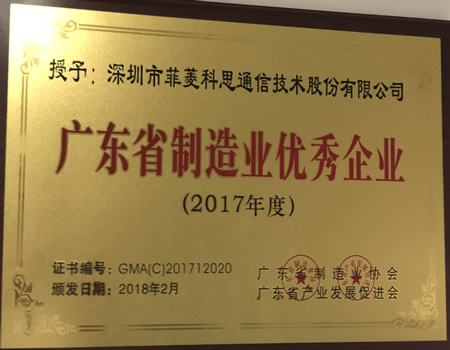 授予：深圳市菲菱科思通信技术股份有限公司
广东省制造业优秀企业
(2017年度)
证书编号：GMA(C)201712020
广东省制造业协会
颁发日期：2018年2月
广东省产业发展促进会